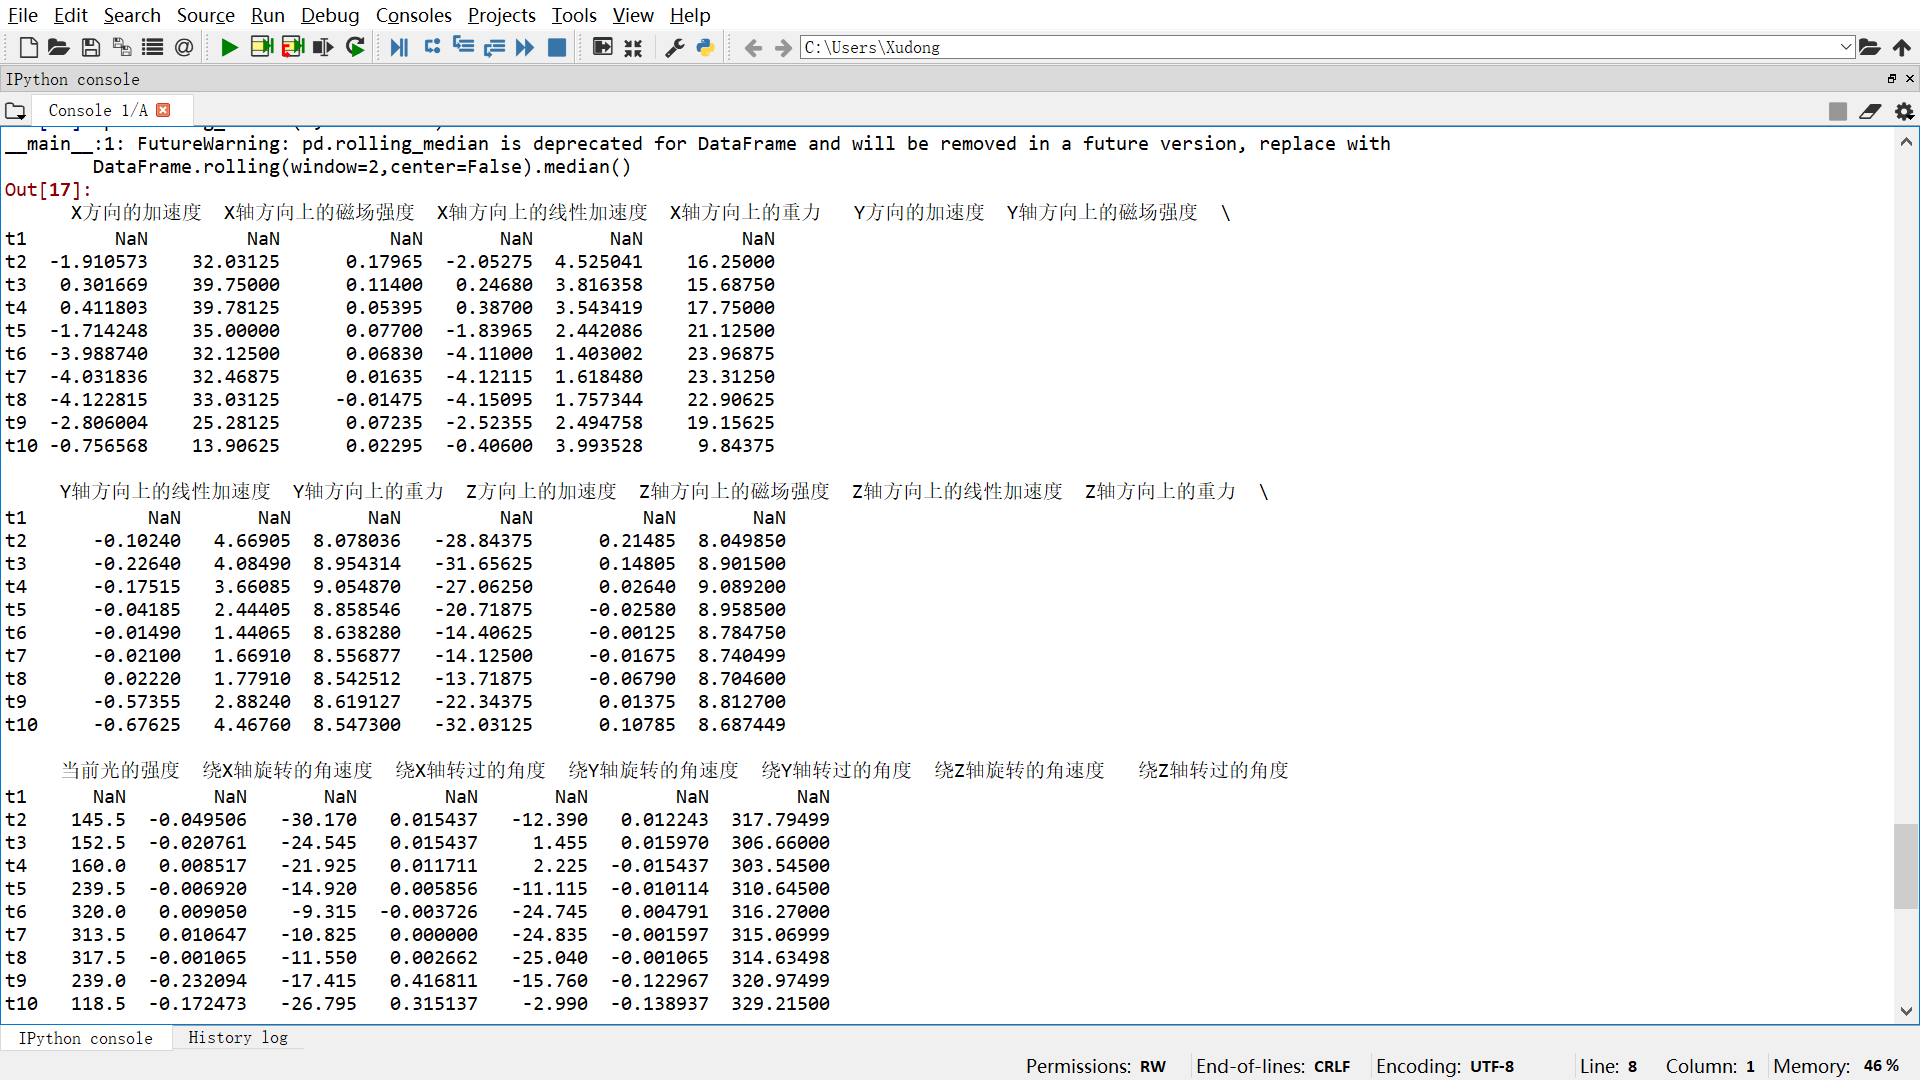 File Edit Search Source Run Debug Consoles Projects Tools View Help
C:\Users\Xudong
IPython console
Console 1/A
__main__:1: FutureWarning: pd.rolling_median is deprecated for DataFrame and will be removed in a future version, replace with
DataFrame.rolling(window=2,center=False).median()
Out[17]:
X方向的加速度 X轴方向上的磁场强度 X轴方向上的线性加速度 X轴方向上的重力 Y方向的加速度 Y轴方向上的磁场强度 \
t1 NaN NaN NaN NaN NaN NaN
t2 -1.910573 32.03125 0.17965 -2.05275 4.525041 16.25000
t3 0.301669 39.75000 0.11400 0.24680 3.816358 15.68750
t4 0.411803 39.78125 0.05395 0.38700 3.543419 17.75000
t5 -1.714248 35.00000 0.07700 -1.83965 2.442086 21.12500
t6 -3.988740 32.12500 0.06830 -4.11000 1.403002 23.96875
t7 -4.031836 32.46875 0.01635 -4.12115 1.618480 23.31250
t8 -4.122815 33.03125 -0.01475 -4.15095 1.757344 22.90625
t9 -2.806004 25.28125 0.07235 -2.52355 2.494758 19.15625
t10 -0.756568 13.90625 0.02295 -0.40600 3.993528 9.84375
Y轴方向上的线性加速度 Y轴方向上的重力 Z方向上的加速度 Z轴方向上的磁场强度 Z轴方向上的线性加速度 Z轴方向上的重力 \
t1 NaN NaN NaN NaN NaN NaN
t2 -0.10240 4.66905 8.078036 -28.84375 0.21485 8.049850
t3 -0.22640 4.08490 8.954314 -31.65625 0.14805 8.901500
t4 -0.17515 3.66085 9.054870 -27.06250 0.02640 9.089200
t5 -0.04185 2.44405 8.858546 -20.71875 -0.02580 8.958500
t6 -0.01490 1.44065 8.638280 -14.40625 -0.00125 8.784750
t7 -0.02100 1.66910 8.556877 -14.12500 -0.01675 8.740499
t8 0.02220 1.77910 8.542512 -13.71875 -0.06790 8.704600
t9 -0.57355 2.88240 8.619127 -22.34375 0.01375 8.812700
t10 -0.67625 4.46760 8.547300 -32.03125 0.10785 8.687449
当前光的强度 绕X轴旋转的角速度 绕X轴转过的角度 绕Y轴旋转的角速度 绕Y轴转过的角度 绕Z轴旋转的角速度 绕Z轴转过的角度
t1 NaN NaN NaN NaN NaN NaN NaN
t2 145.5 -0.049506 -30.170 0.015437 -12.390 0.012243 317.79499
t3 152.5 -0.020761 -24.545 0.015437 1.455 0.015970 306.66000
t4 160.0 0.008517 -21.925 0.011711 2.225 -0.015437 303.54500
t5 239.5 -0.006920 -14.920 0.005856 -11.115 -0.010114 310.64500
t6 320.0 0.009050 -9.315 -0.003726 -24.745 0.004791 316.27000
t7 313.5 0.010647 -10.825 0.000000 -24.835 -0.001597 315.06999
t8 317.5 -0.001065 -11.550 0.002662 -25.040 -0.001065 314.63498
t9 239.0 -0.232094 -17.415 0.416811 -15.760 -0.122967 320.97499
t10 118.5 -0.172473 -26.795 0.315137 -2.990 -0.138937 329.21500
IPython console History log
Permissions: RW End-of-lines: CRLF Encoding: UTF-8 Line: 8 Column: 1 Memory: 46 %